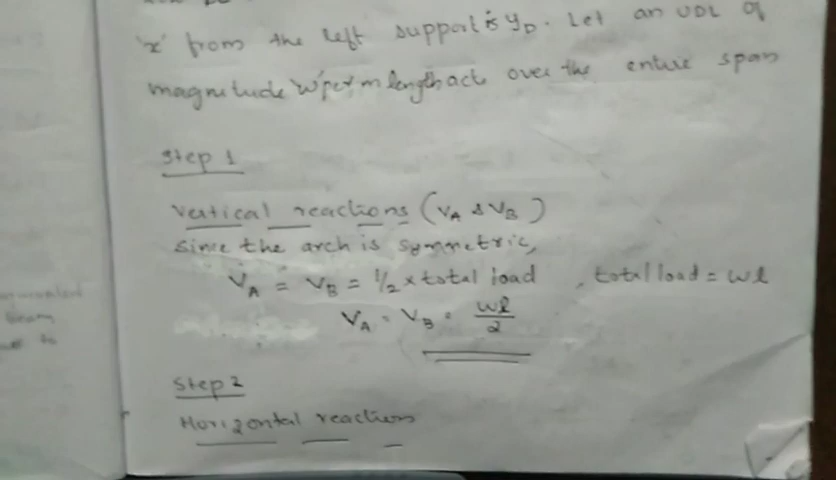 'x' from the left support is yD. Let an UDL of
magnitude 'w' per m length act over the entire span
Step 1
Vertical reactions (VA & VB)
since the arch is symmetric,
VA = VB = 1/2 × total load , total load = wl
VA = VB = wl/2
Step 2
Horizontal reaction